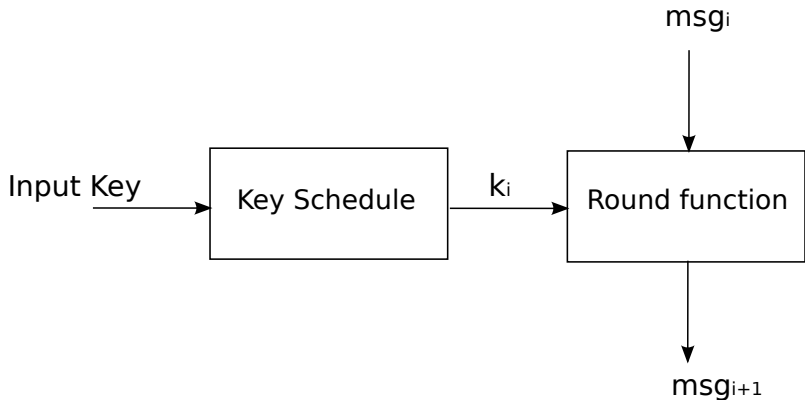 msgi
Input Key
Key Schedule
ki
Round function
msgi+1